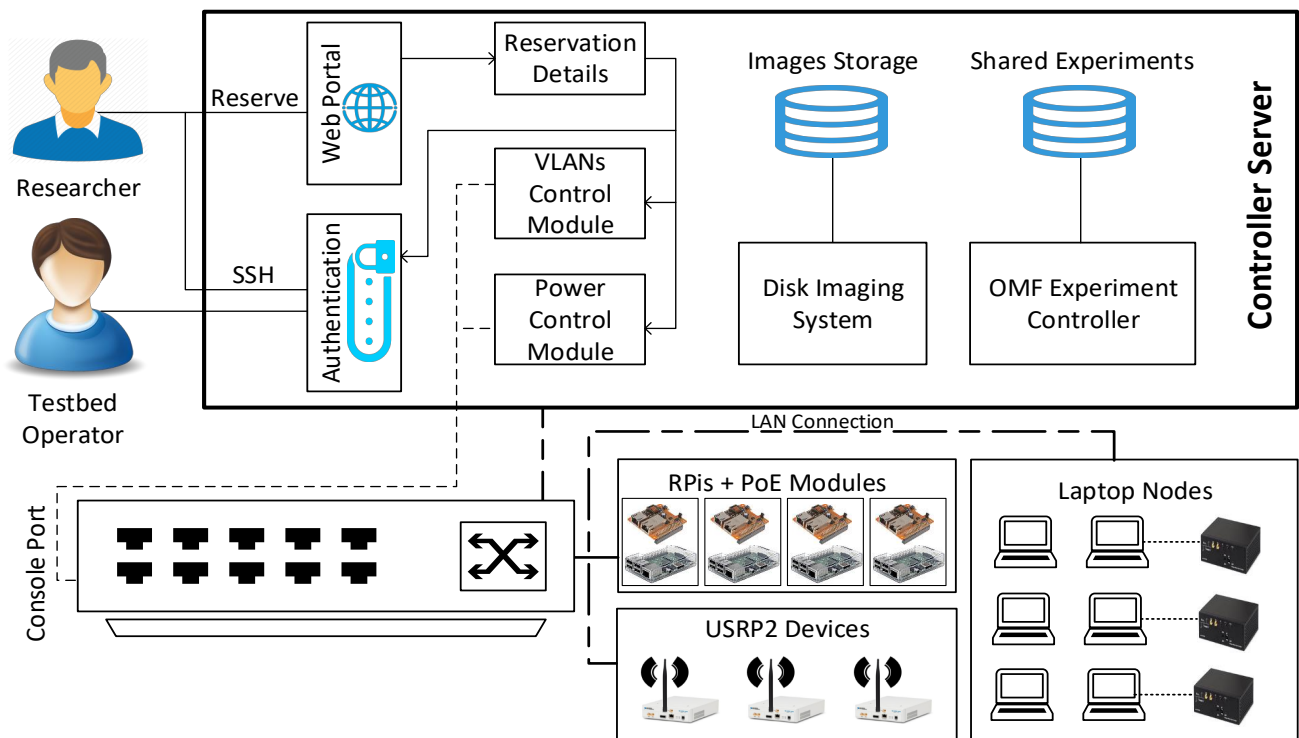 Researcher
Testbed
Operator
Reserve
SSH
Web Portal
Authentication
Reservation
Details
VLANs
Control
Module
Power
Control
Module
Images Storage
Disk Imaging
System
Shared Experiments
OMF Experiment
Controller
Controller Server
LAN Connection
Console Port
RPis + PoE Modules
USRP2 Devices
Laptop Nodes